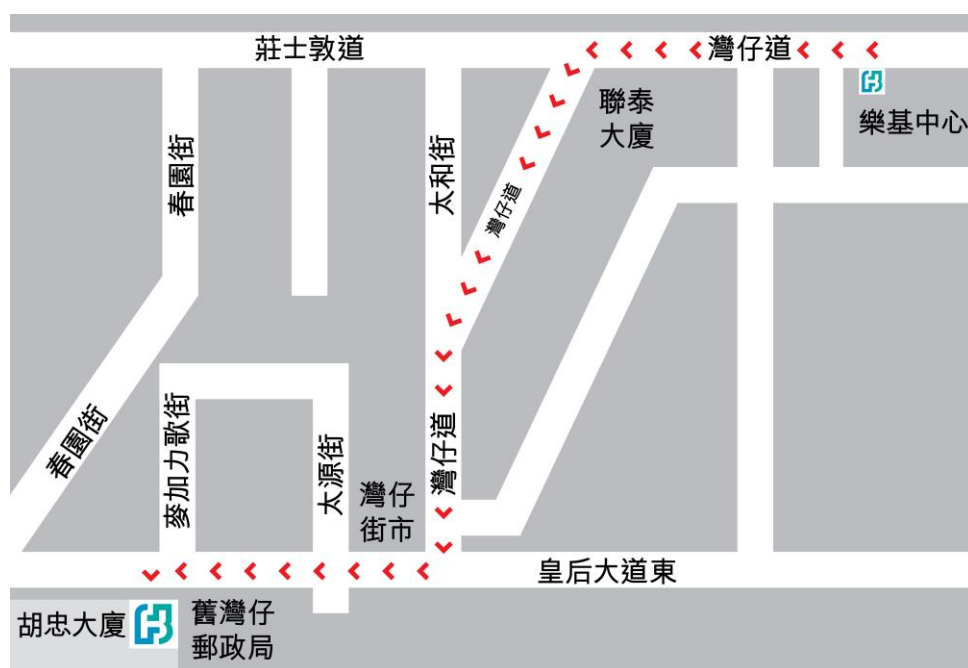 莊士敦道
灣仔道
聯泰
大廈
樂基中心
春園街
太和街
灣仔道
春園街
麥加力歌街
太源街
灣仔
街市
灣仔道
皇后大道東
胡忠大廈
舊灣仔
郵政局